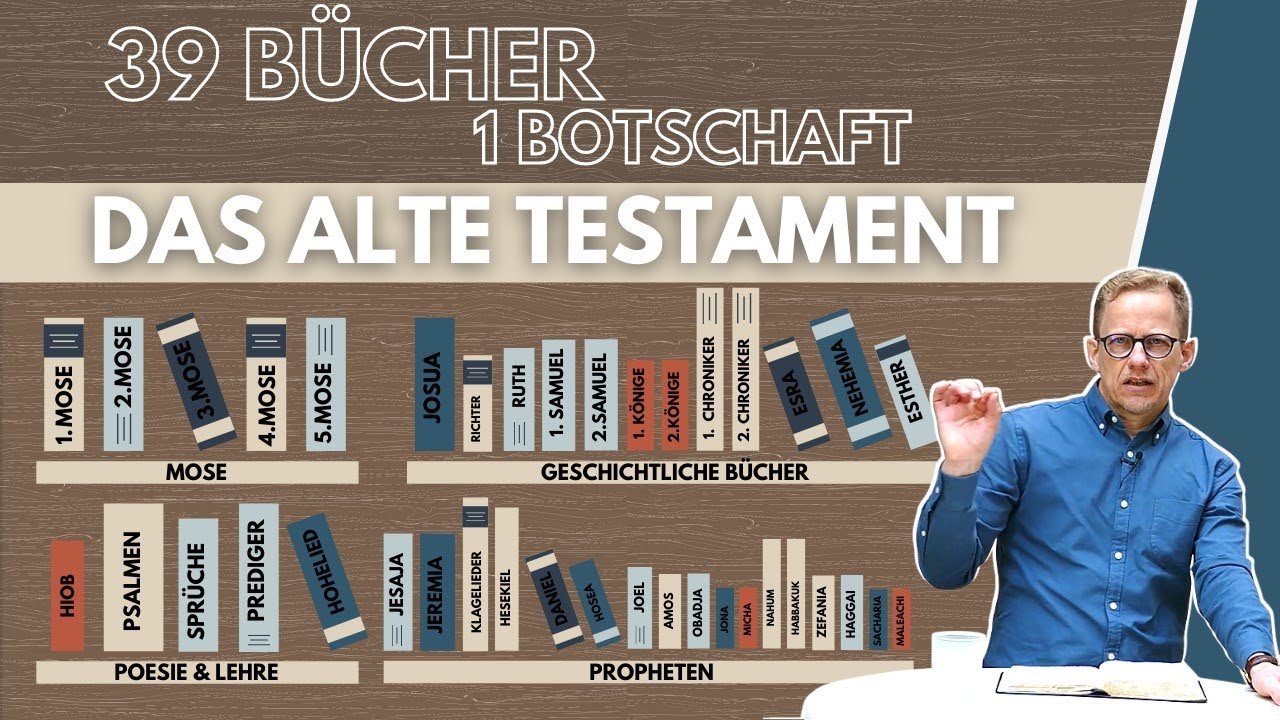 39 BÜCHER
1 BOTSCHAFT
DAS ALTE TESTAMENT
1.MOSE
2.MOSE
3.MOSE
4.MOSE
5.MOSE
MOSE
JOSUA
RICHTER
RUTH
1. SAMUEL
2.SAMUEL
1. KÖNIGE
2.KÖNIGE
1. CHRONIKER
2. CHRONIKER
ESRA
NEHEMIA
ESTHER
GESCHICHTLICHE BÜCHER
HIOB
PSALMEN
SPRÜCHE
PREDIGER
HOHELIED
POESIE & LEHRE
JESAJA
JEREMIA
KLAGELIEDER
HESEKIEL
DANIEL
HOSEA
JOEL
AMOS
OBADJA
JONA
MICHA
NAHUM
HABAKUK
ZEFANIA
HAGGAI
SACHARIA
MALEACHI
PROPHETEN